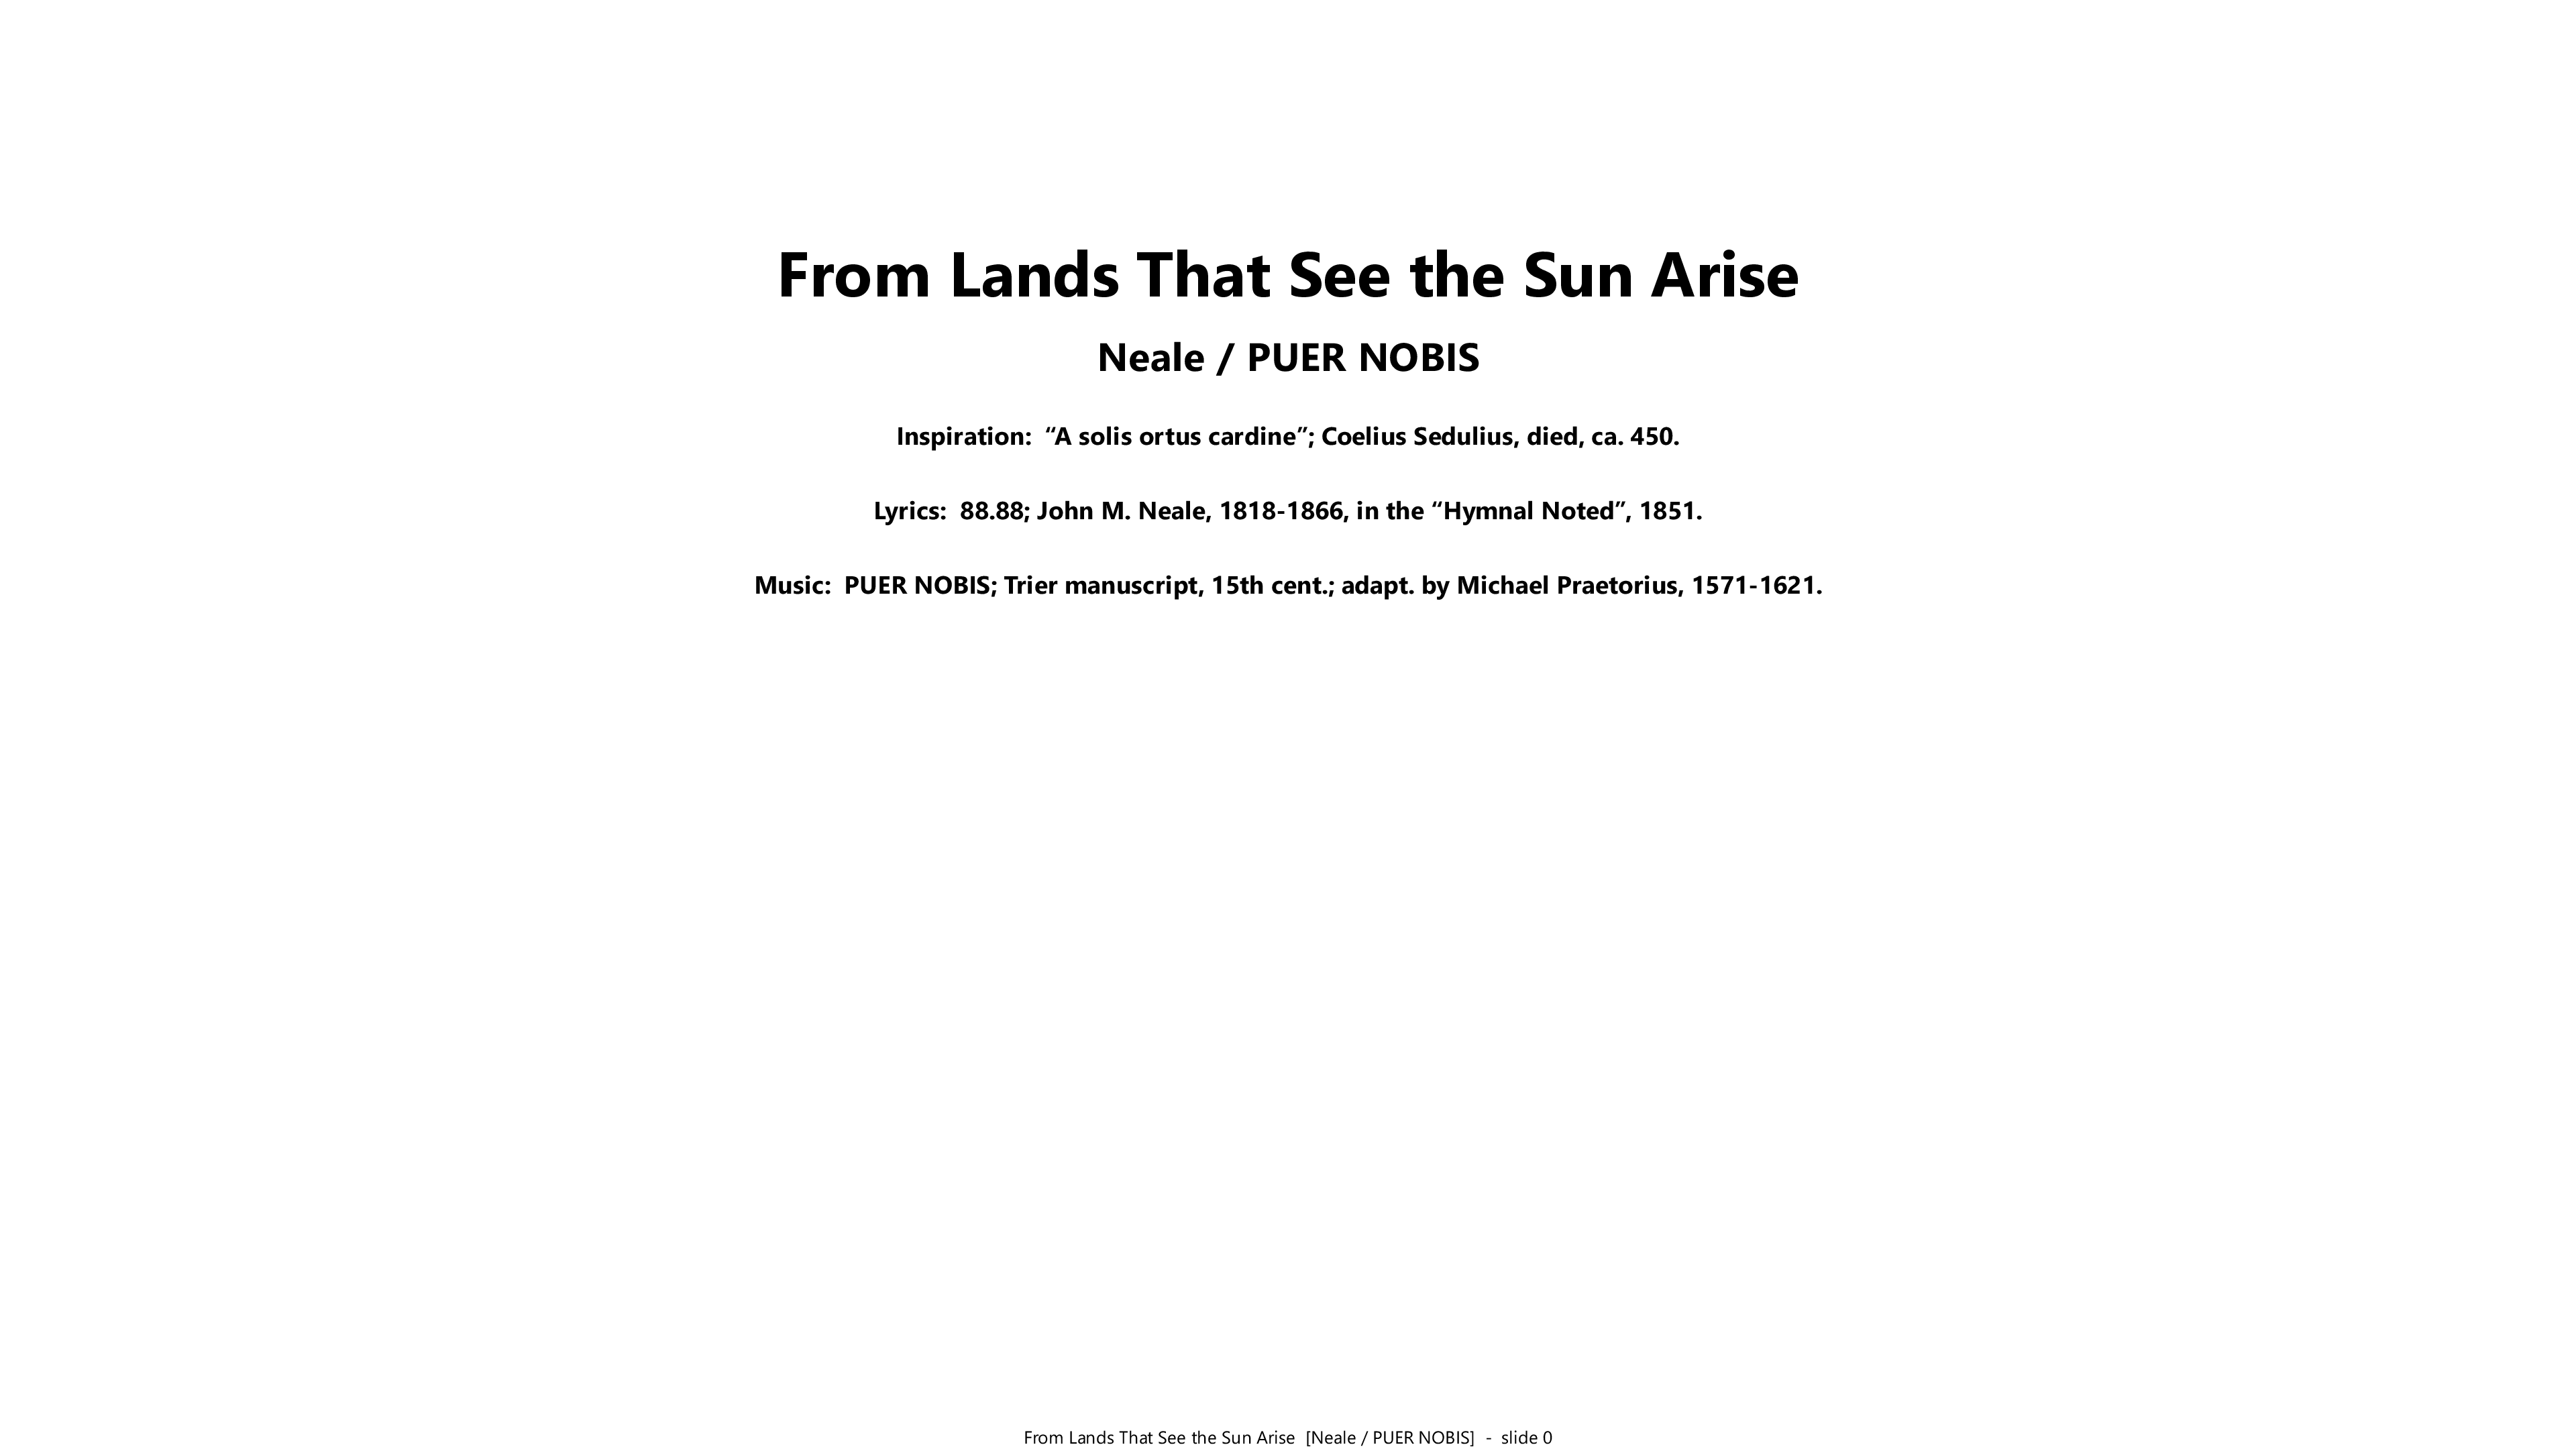 From Lands That See the Sun Arise
Neale / PUER NOBIS
Inspiration:  “A solis ortus cardine”; Coelius Sedulius, died, ca. 450.
Lyrics:  88.88; John M. Neale, 1818-1866, in the “Hymnal Noted”, 1851.
Music:  PUER NOBIS; Trier manuscript, 15th cent.; adapt. by Michael Praetorius, 1571-1621.
From Lands That See the Sun Arise  [Neale / PUER NOBIS]  -  slide 0